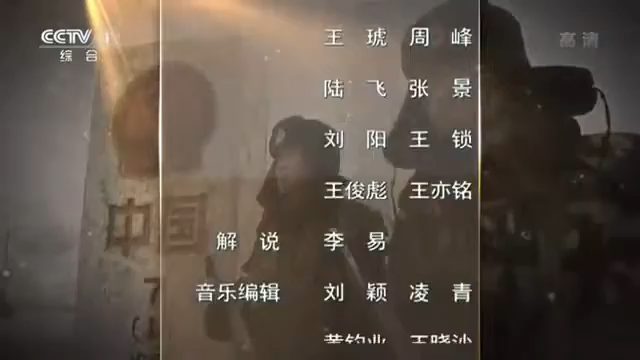 CCTV 1
综合
高清
王琥 周峰
陆飞 张景
刘阳 王锁
王俊彪 王亦铭
解说 李易
音乐编辑 刘颖 凌青
中国